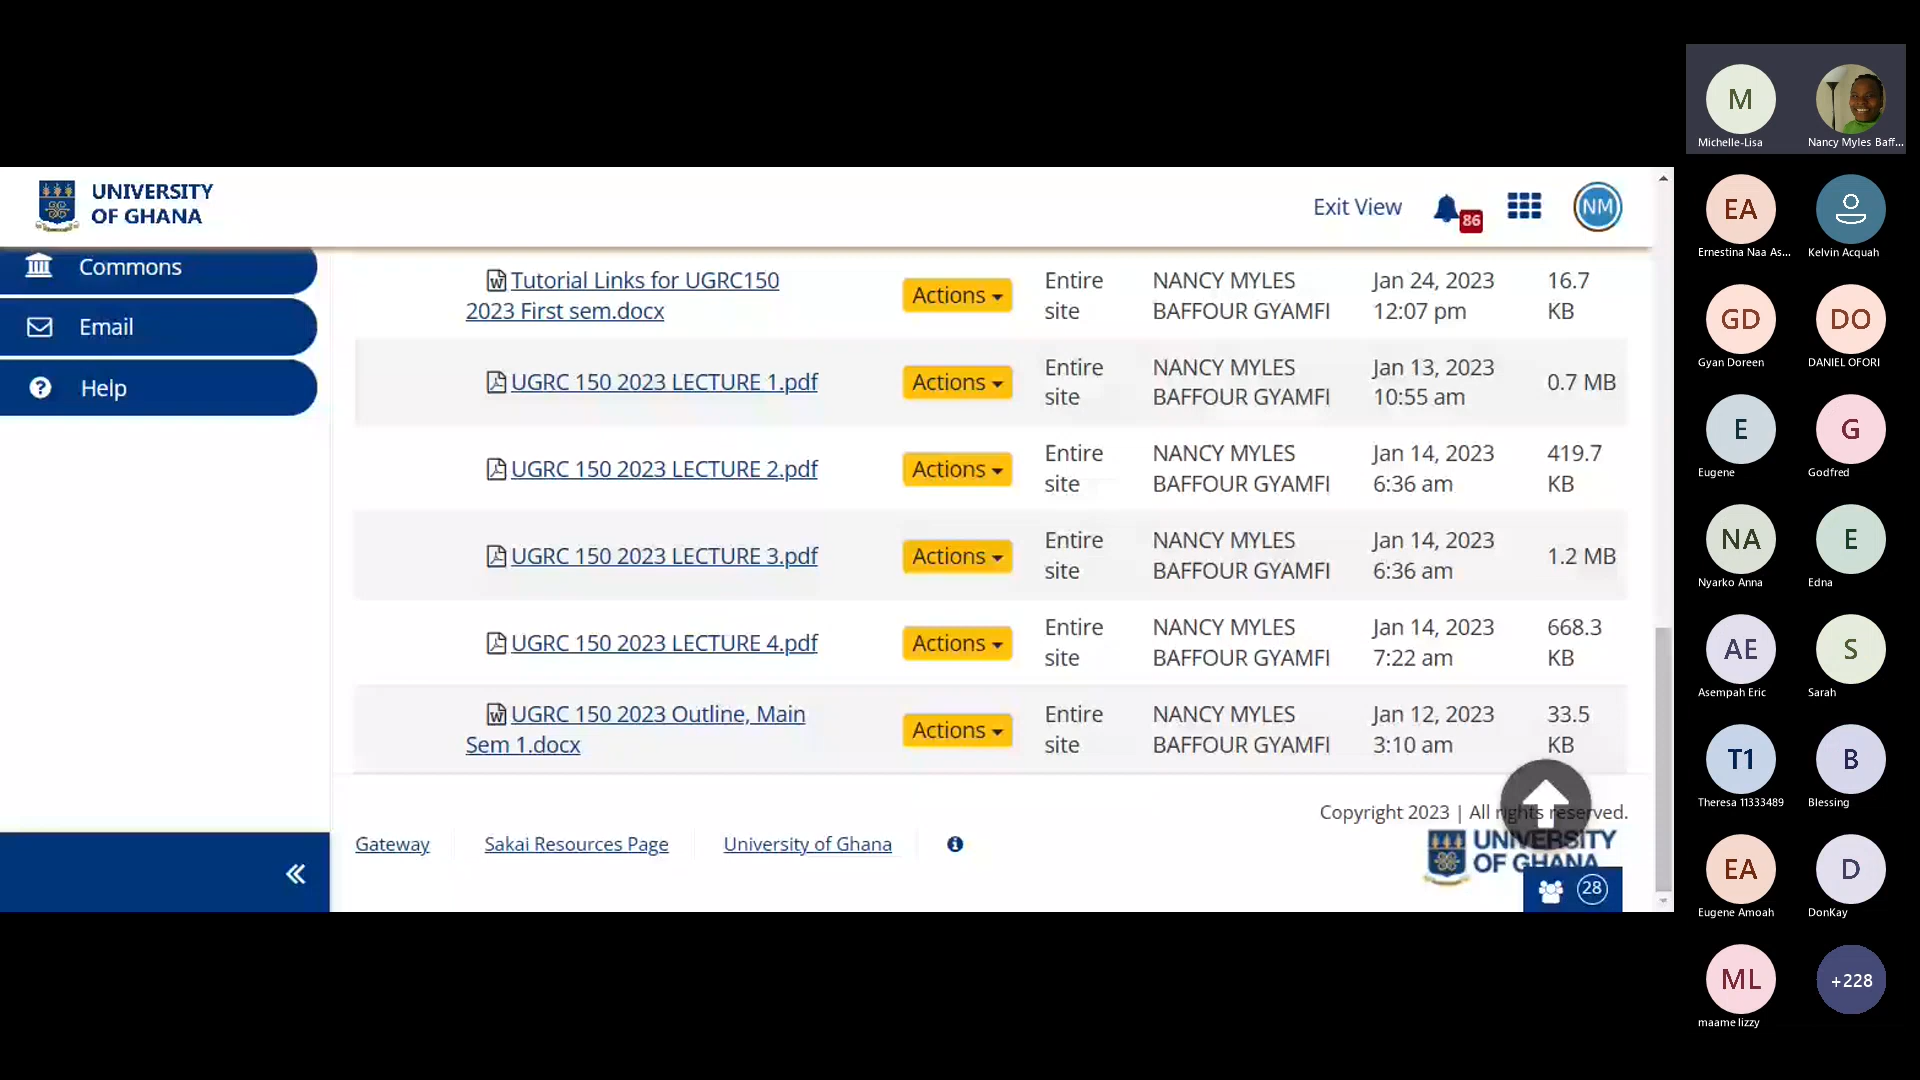 UNIVERSITY
OF GHANA
Exit View
86
NM
Commons
Email
Help
Tutorial Links for UGRC150
2023 First sem.docx
Actions
Entire
site
NANCY MYLES
BAFFOUR GYAMFI
Jan 24, 2023
12:07 pm
16.7
KB
UGRC 150 2023 LECTURE 1.pdf
Actions
Entire
site
NANCY MYLES
BAFFOUR GYAMFI
Jan 13, 2023
10:55 am
0.7 MB
UGRC 150 2023 LECTURE 2.pdf
Actions
Entire
site
NANCY MYLES
BAFFOUR GYAMFI
Jan 14, 2023
6:36 am
419.7
KB
UGRC 150 2023 LECTURE 3.pdf
Actions
Entire
site
NANCY MYLES
BAFFOUR GYAMFI
Jan 14, 2023
6:36 am
1.2 MB
UGRC 150 2023 LECTURE 4.pdf
Actions
Entire
site
NANCY MYLES
BAFFOUR GYAMFI
Jan 14, 2023
7:22 am
668.3
KB
UGRC 150 2023 Outline, Main
Sem 1.docx
Actions
Entire
site
NANCY MYLES
BAFFOUR GYAMFI
Jan 12, 2023
3:10 am
33.5
KB
Copyright 2023 | All rights reserved.
Gateway
Sakai Resources Page
University of Ghana
UNIVERSITY
OF GHANA
28
M
Michelle-Lisa
Nancy Myles Baff...
EA
Ernestina Naa As...
Kelvin Acquah
GD
Gyan Doreen
DO
DANIEL OFORI
E
Eugene
G
Godfred
NA
Nyarko Anna
E
Edna
AE
Asempah Eric
S
Sarah
T1
Theresa 11333489
B
Blessing
EA
Eugene Amoah
D
DonKay
ML
maame lizzy
+228